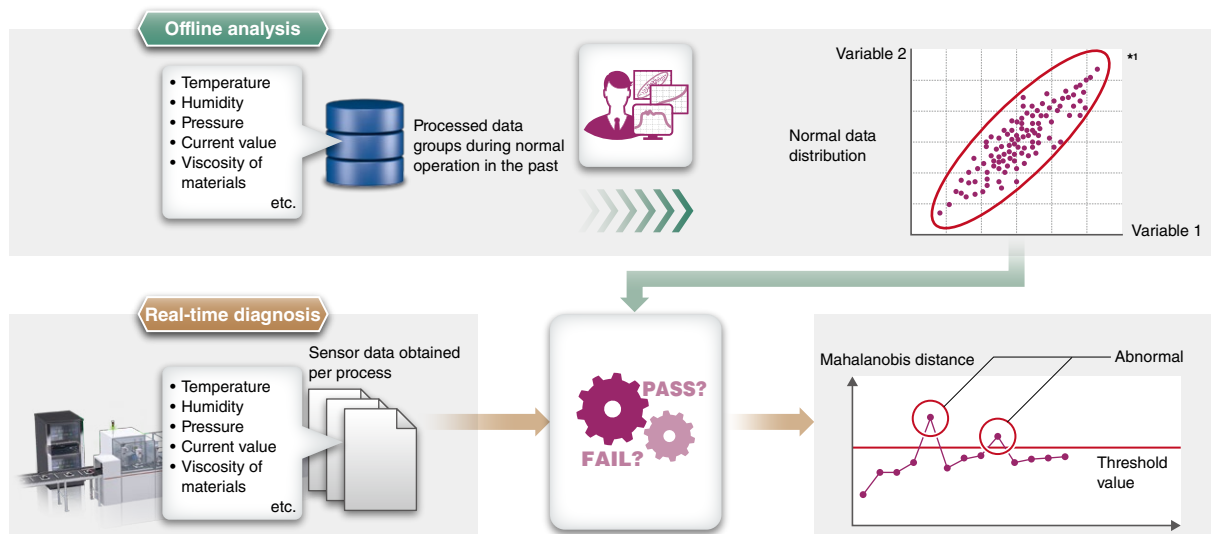 Offline analysis
• Temperature
• Humidity
• Pressure
• Current value
• Viscosity of
materials
etc.
Processed data
groups during normal
operation in the past
Normal data
distribution
Variable 2
*1
Variable 1
Real-time diagnosis
Sensor data obtained
per process
• Temperature
• Humidity
• Pressure
• Current value
• Viscosity of
materials
etc.
PASS?
FAIL?
Mahalanobis distance
Abnormal
Threshold
value